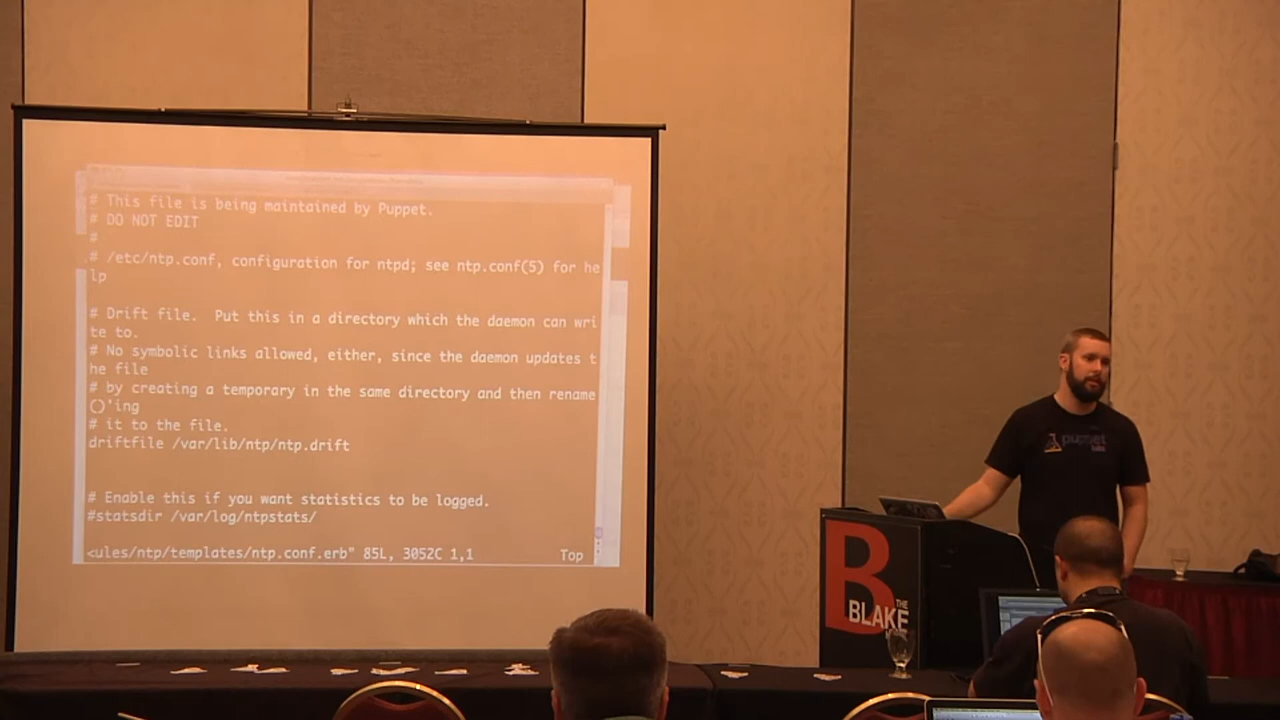 # This file is being maintained by Puppet.
# DO NOT EDIT
#
# /etc/ntp.conf, configuration for ntpd; see ntp.conf(5) for he
lp
# Drift file.  Put this in a directory which the daemon can wri
te to.
# No symbolic links allowed, either, since the daemon updates t
he file
# by creating a temporary in the same directory and then rename
()'ing
# it to the file.
driftfile /var/lib/ntp/ntp.drift
# Enable this if you want statistics to be logged.
#statsdir /var/log/ntpstats/
<ules/ntp/templates/ntp.conf.erb" 85L, 3052C 1,1 Top
puppet
labs
B
THE
BLAKE